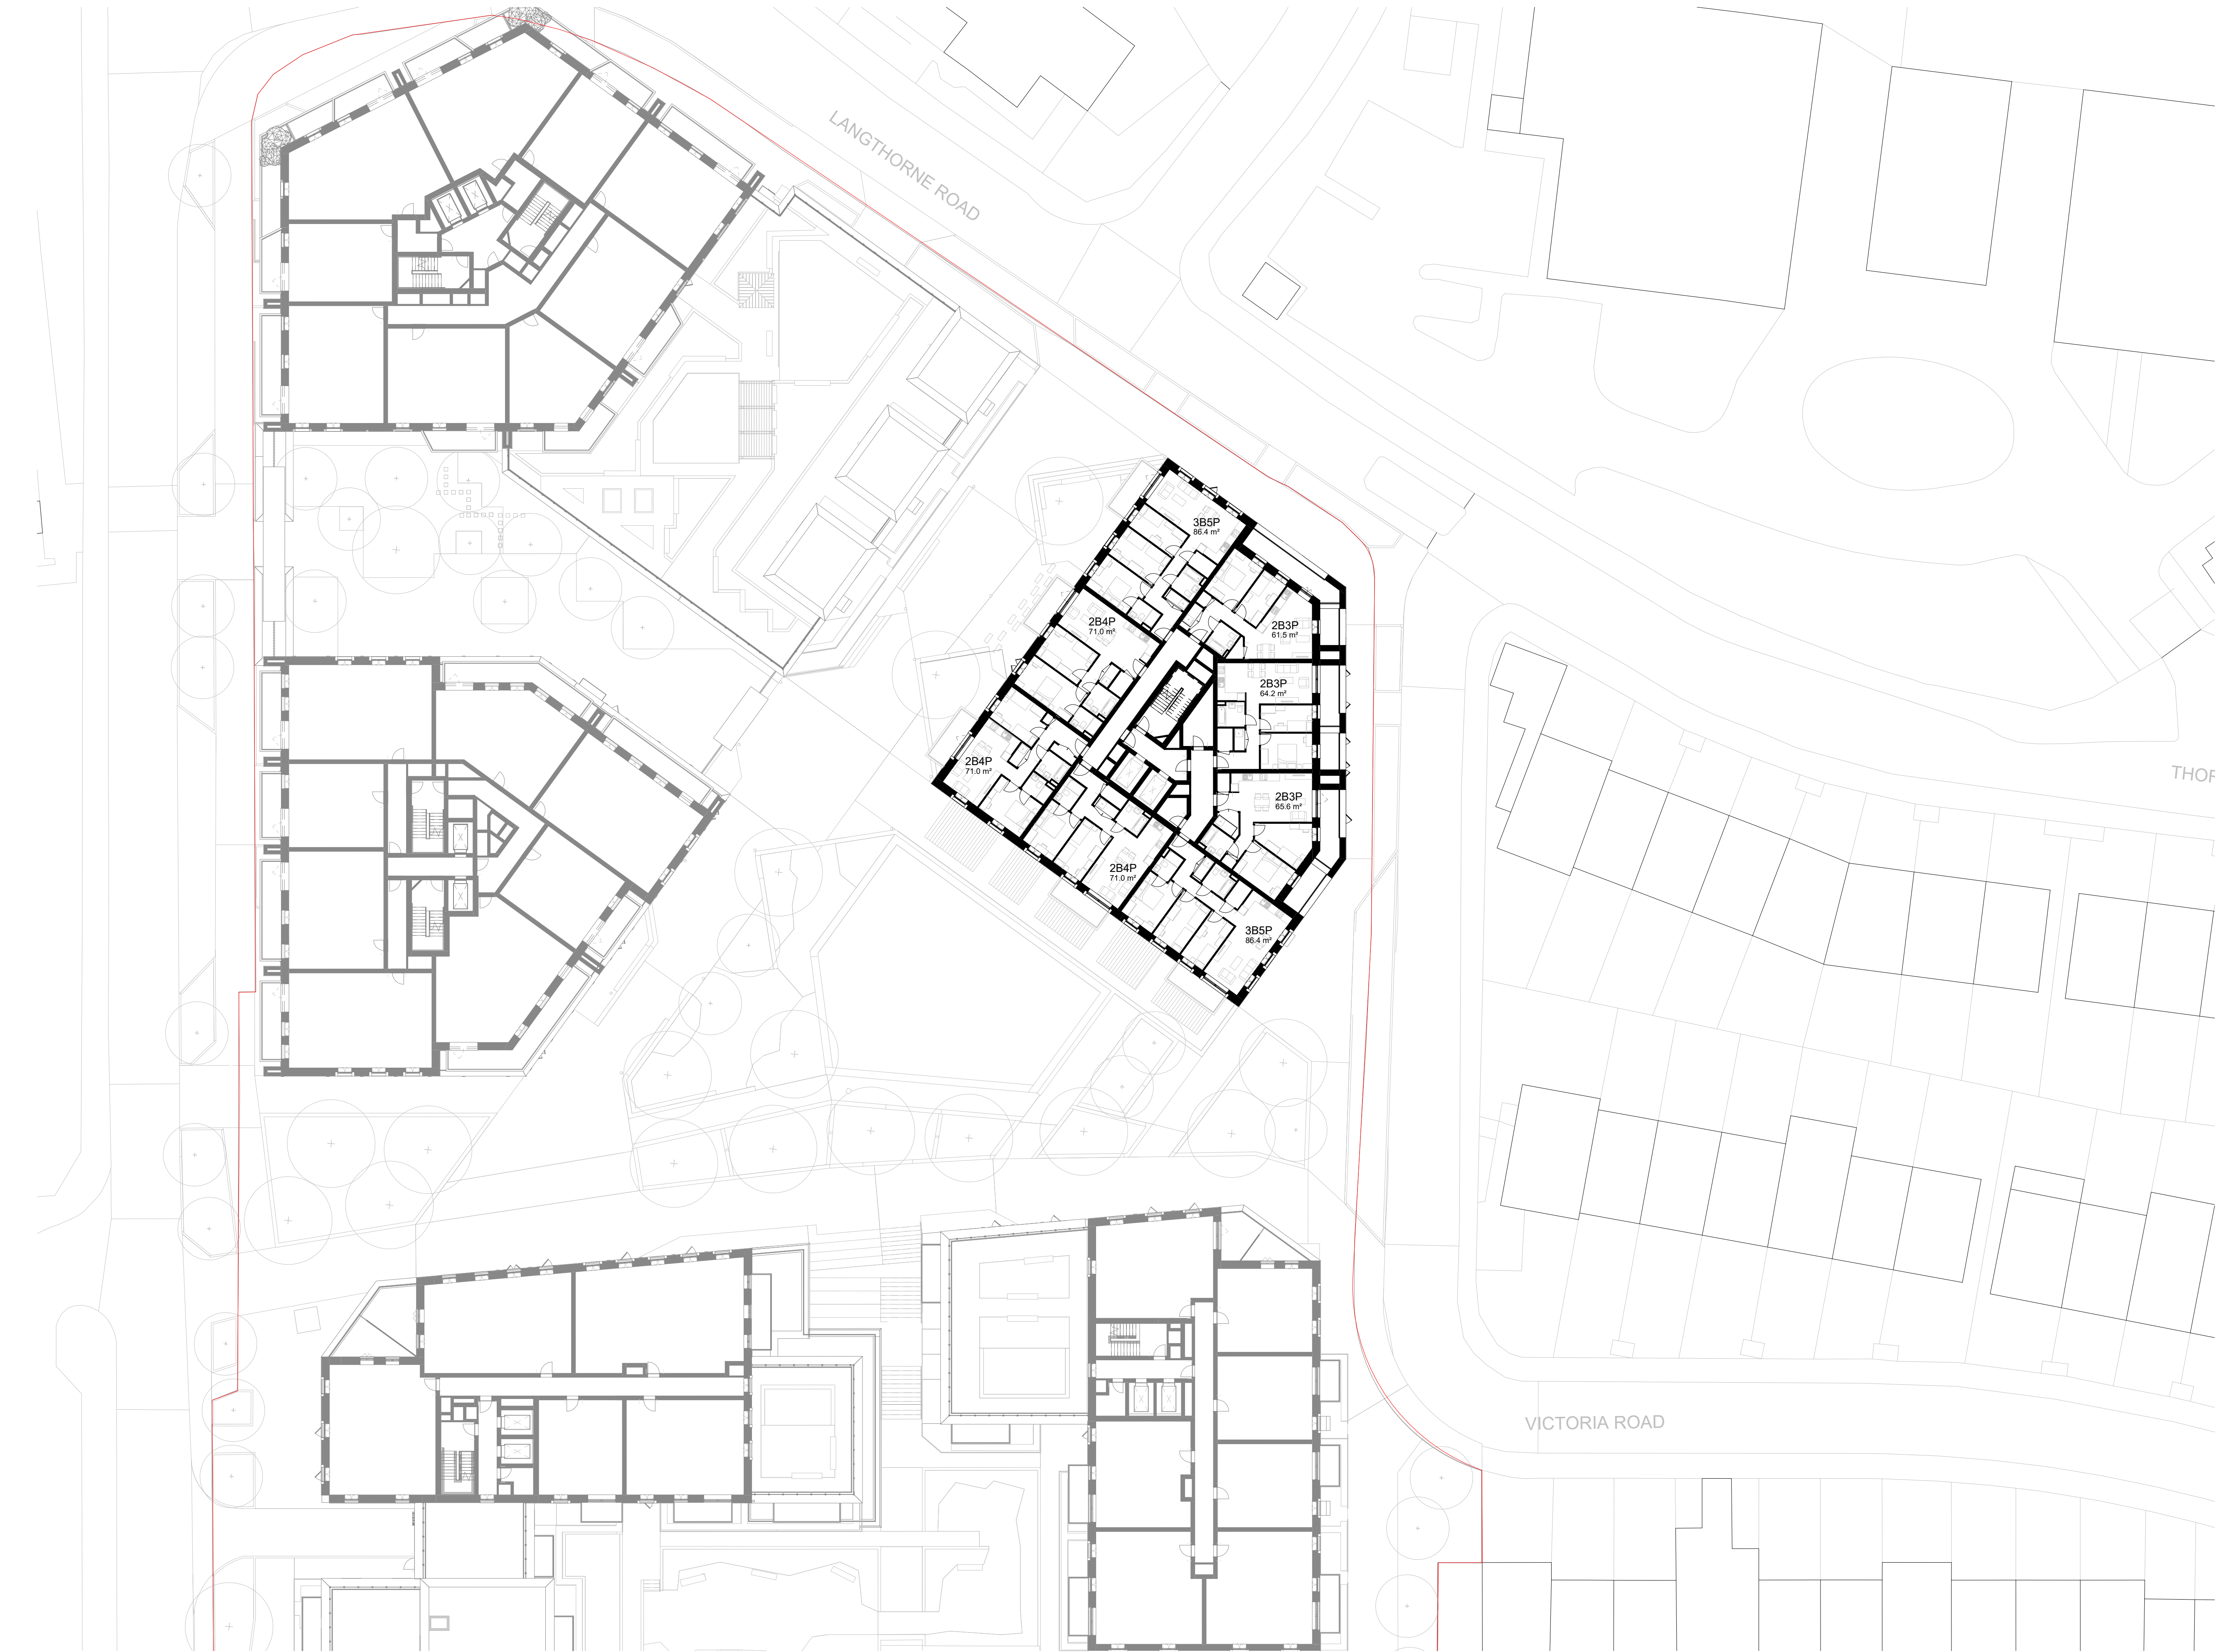 LANGTHORNE ROAD
3B5P
86.4 m²
2B4P
71.0 m²
2B3P
61.5 m²
2B3P
64.2 m²
2B4P
71.0 m²
2B3P
65.6 m²
2B4P
71.0 m²
3B5P
86.4 m²
THOR
VICTORIA ROAD